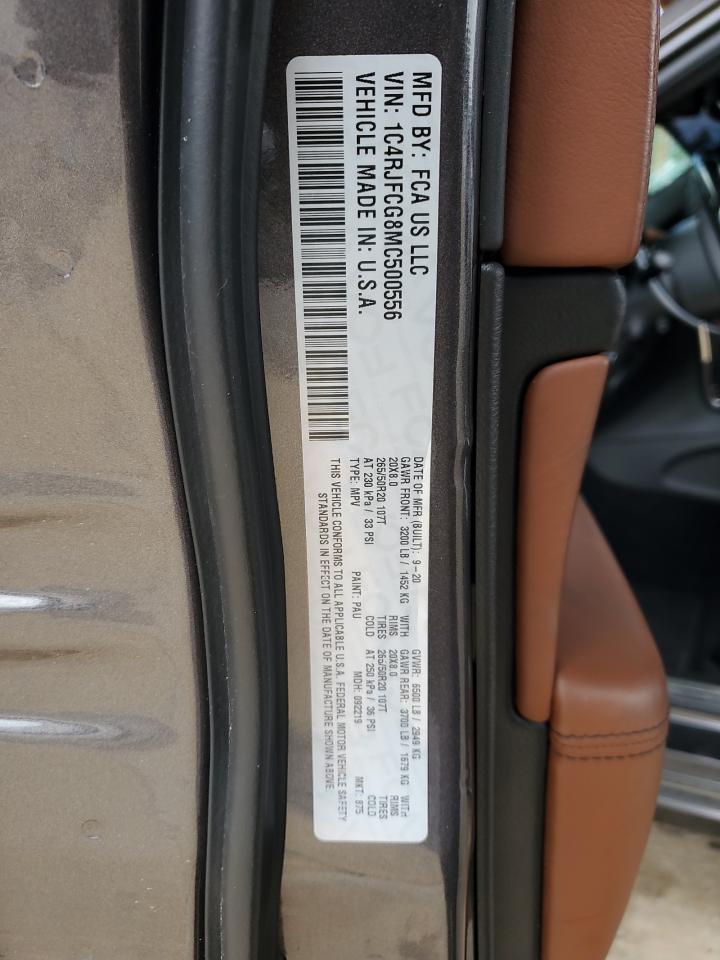 MFD BY: FCA US LLC
VIN: 1C4RJFCG8MC500556
VEHICLE MADE IN: U.S.A.
DATE OF MFR (BUILT): 9-20 GVWR: 6500 LB / 2949 KG
GAWR FRONT: 3200 LB / 1452 KG WITH GAWR REAR: 3700 LB / 1679 KG WITH
20X8.0 RIMS 20X8.0 RIMS
265/50R20 107T TIRES 265/50R20 107T TIRES
AT 230 kPa / 33 PSI COLD AT 250 kPa / 36 PSI COLD
TYPE: MPV PAINT: PAU MDH: 092219 MKT: 875
THIS VEHICLE CONFORMS TO ALL APPLICABLE U.S.A. FEDERAL MOTOR VEHICLE SAFETY
STANDARDS IN EFFECT ON THE DATE OF MANUFACTURE SHOWN ABOVE.